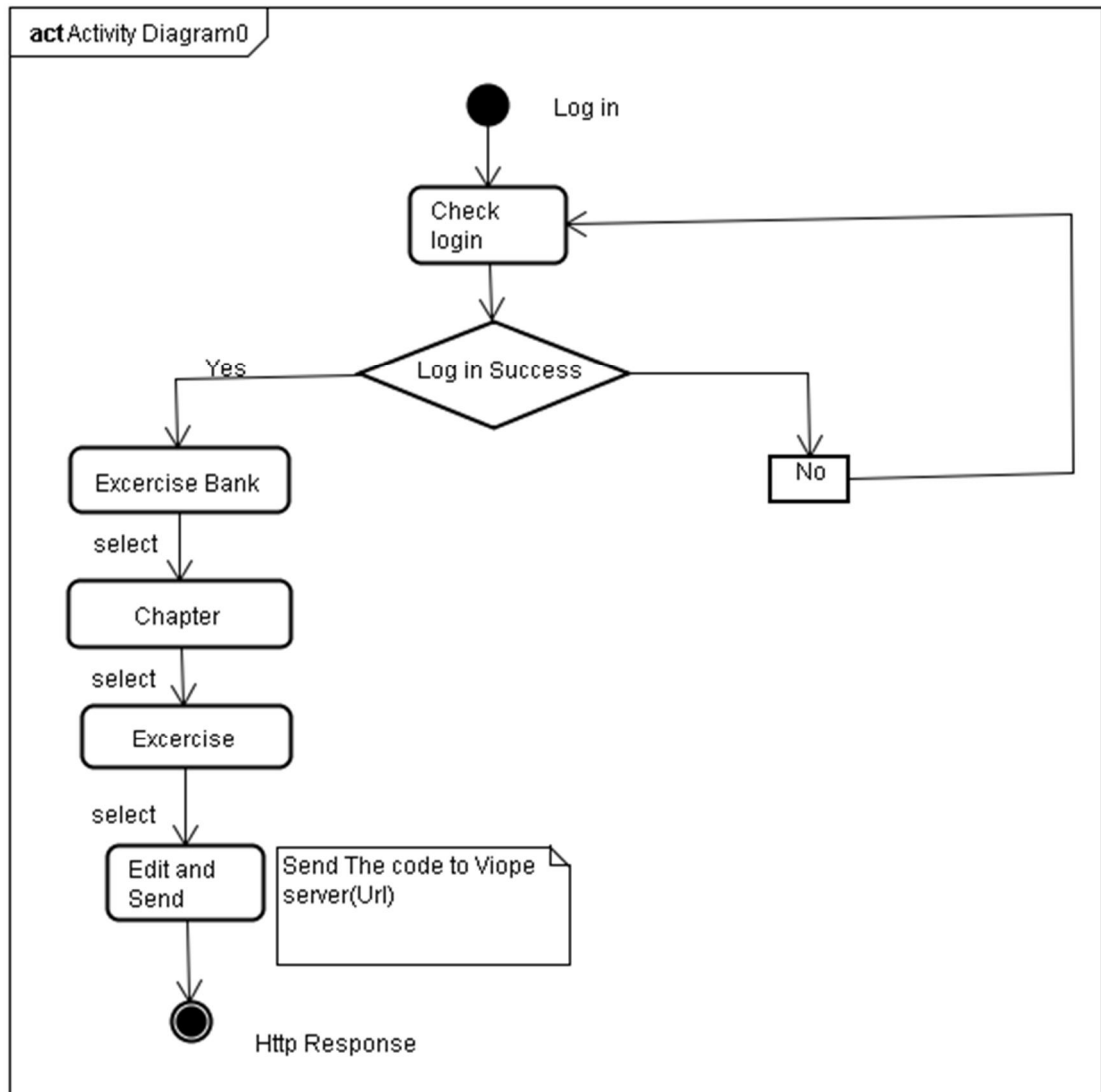 act Activity Diagram0
Log in
Check
login
Log in Success
Yes
No
Excercise Bank
select
Chapter
select
Excercise
select
Edit and
Send
Send The code to Viope
server(Url)
Http Response